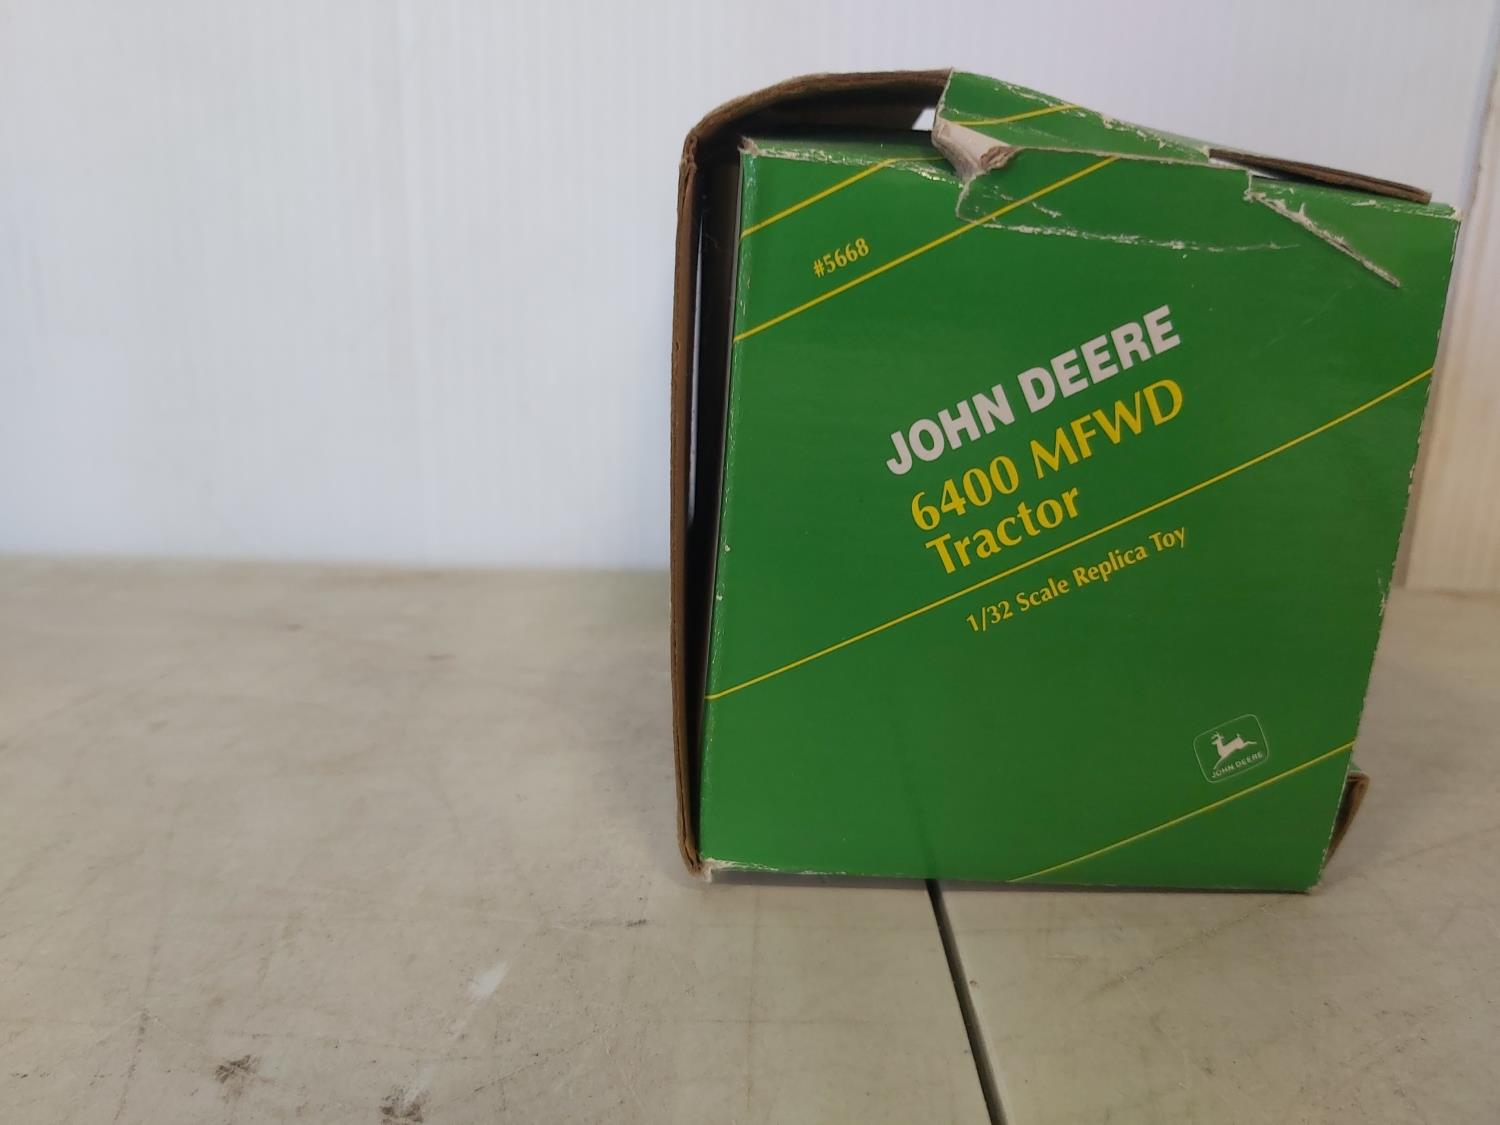 #5668
JOHN DEERE
6400 MFWD
Tractor
1/32 Scale Replica Toy
JOHN DEERE